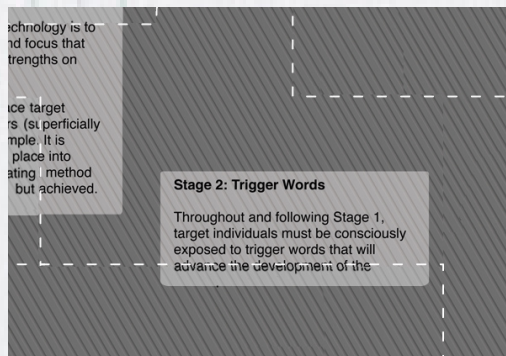 echnology is to
nd focus that
trengths on
ace target
rs (superficially
mple. It is
place into
ating method
but achieved.
Stage 2: Trigger Words
Throughout and following Stage 1,
target individuals must be consciously
exposed to trigger words that will
advance the development of the